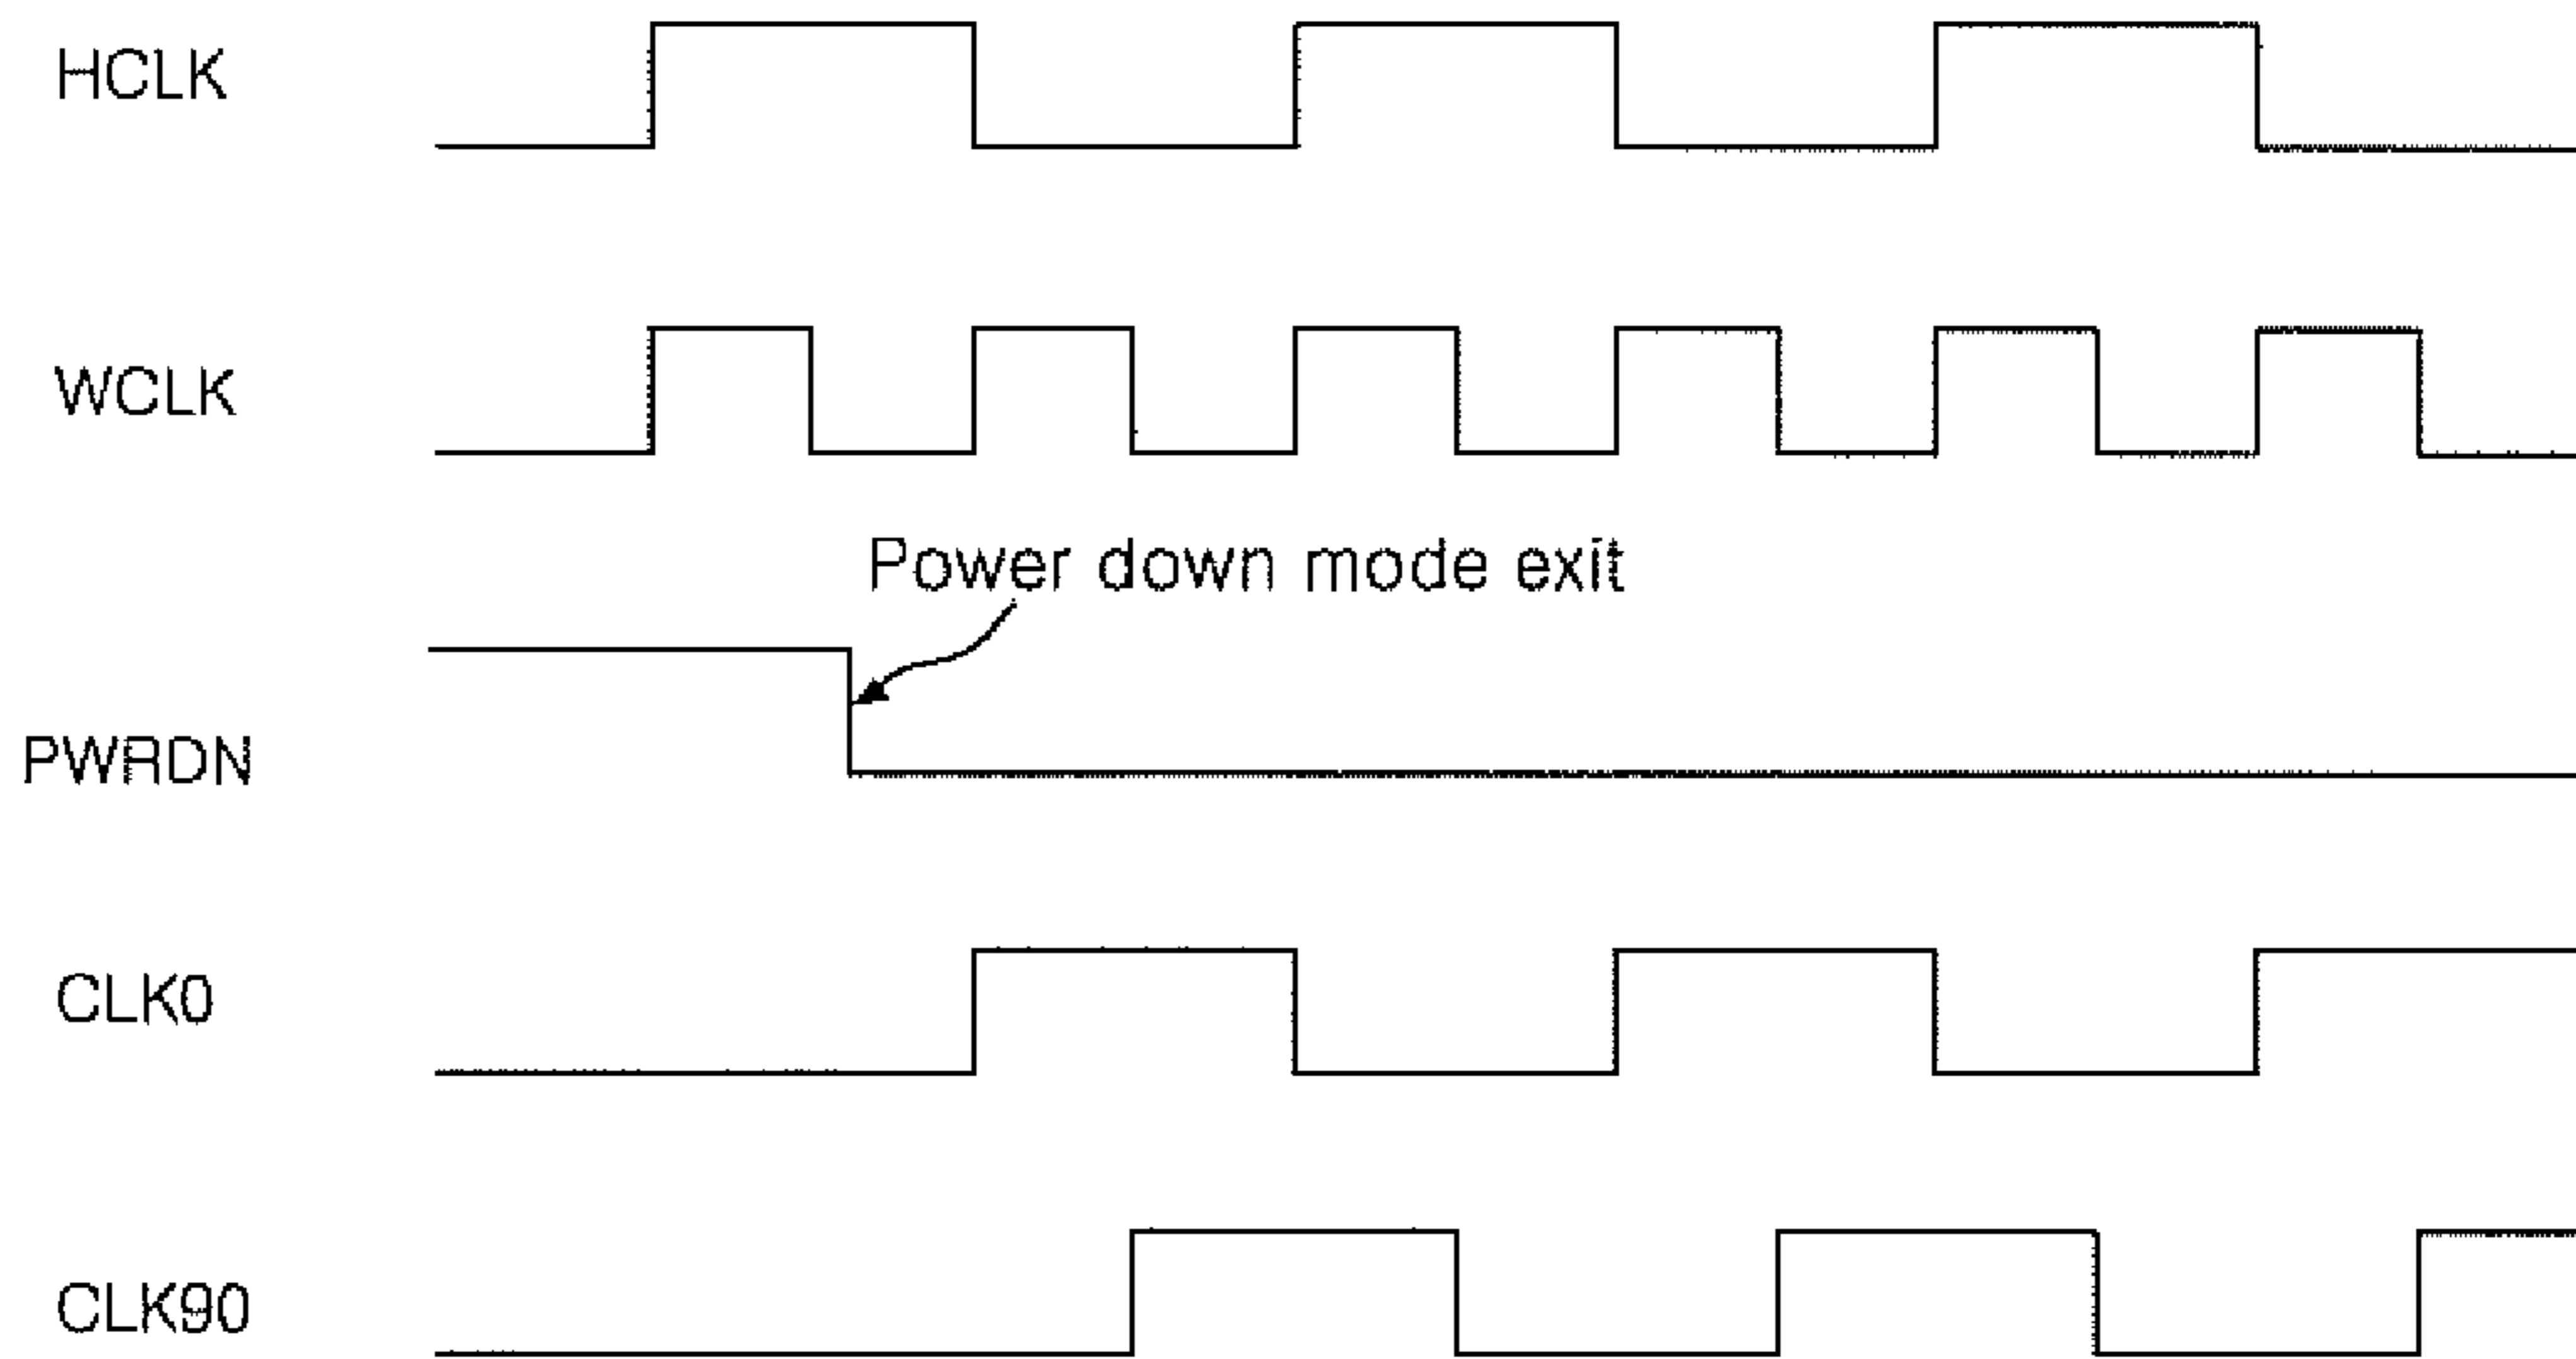 HCLK
WCLK
Power down mode exit
PWRDN
CLK0
CLK90